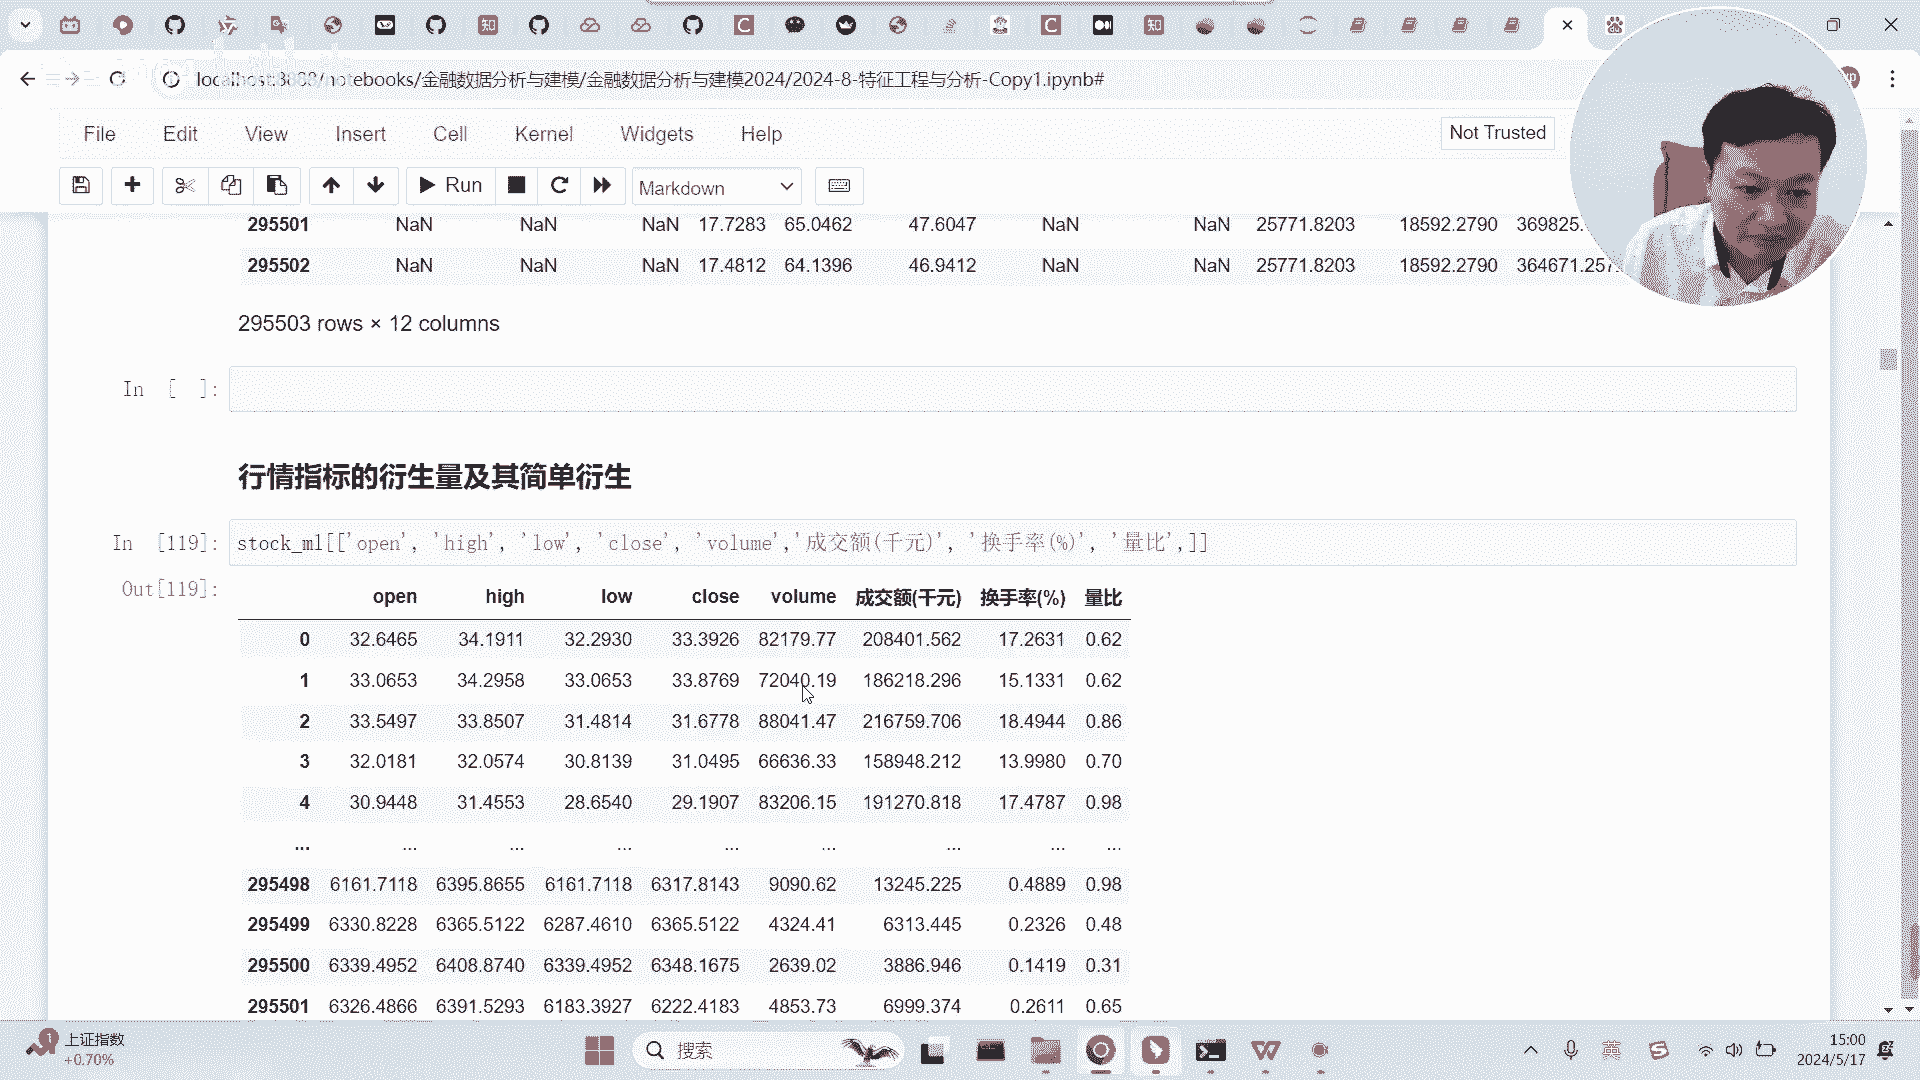 localhost:8888/notebooks/金融数据分析与建模/金融数据分析与建模2024/2024-8-特征工程与分析-Copy1.ipynb#
File Edit View Insert Cell Kernel Widgets Help
Not Trusted
Run
Markdown
295501 NaN NaN NaN 17.7283 65.0462 47.6047 NaN NaN 25771.8203 18592.2790 369825.
295502 NaN NaN NaN 17.4812 64.1396 46.9412 NaN NaN 25771.8203 18592.2790 364671.257
295503 rows × 12 columns
In [ ]:
行情指标的衍生量及其简单衍生
In [119]: stock_ml[['open', 'high', 'low', 'close', 'volume','成交额(千元)', '换手率(%)', '量比',]]
Out[119]:
open high low close volume 成交额(千元) 换手率(%) 量比
0 32.6465 34.1911 32.2930 33.3926 82179.77 208401.562 17.2631 0.62
1 33.0653 34.2958 33.0653 33.8769 72040.19 186218.296 15.1331 0.62
2 33.5497 33.8507 31.4814 31.6778 88041.47 216759.706 18.4944 0.86
3 32.0181 32.0574 30.8139 31.0495 66636.33 158948.212 13.9980 0.70
4 30.9448 31.4553 28.6540 29.1907 83206.15 191270.818 17.4787 0.98
... ... ... ... ... ... ... ... ...
295498 6161.7118 6395.8655 6161.7118 6317.8143 9090.62 13245.225 0.4889 0.98
295499 6330.8228 6365.5122 6287.4610 6365.5122 4324.41 6313.445 0.2326 0.48
295500 6339.4952 6408.8740 6339.4952 6348.1675 2639.02 3886.946 0.1419 0.31
295501 6326.4866 6391.5293 6183.3927 6222.4183 4853.73 6999.374 0.2611 0.65
上证指数
+0.70%
搜索
英
15:00
2024/5/17